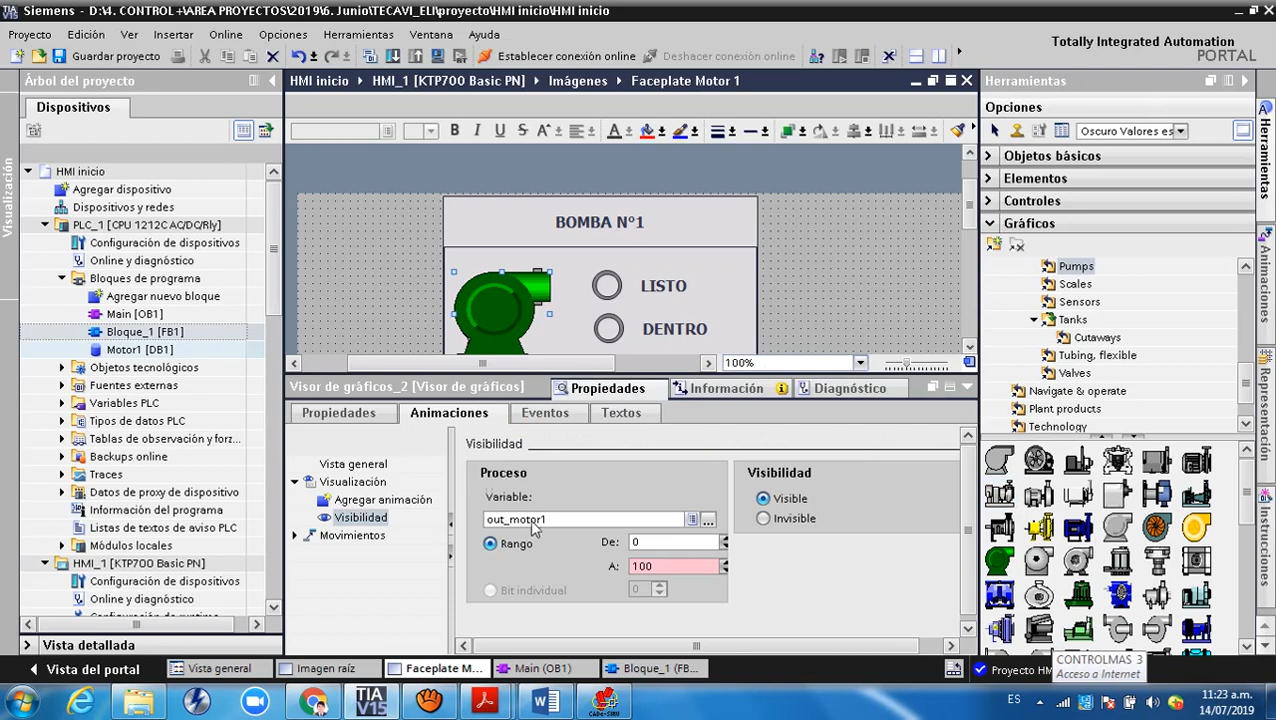 Siemens - D:\4. CONTROL +\AREA PROYECTOS\2019\6. Junio\TECAVI_ELI\proyecto\HMI inicio\HMI inicio
Proyecto Edición Ver Insertar Online Opciones Herramientas Ventana Ayuda
Totally Integrated Automation
PORTAL
Guardar proyecto
Establecer conexión online
Deshacer conexión online
Árbol del proyecto
HMI inicio
HMI_1 [KTP700 Basic PN]
Imágenes
Faceplate Motor 1
Herramientas
Dispositivos
Opciones
Oscuro Valores es
Visualización
HMI inicio
Agregar dispositivo
Dispositivos y redes
PLC_1 [CPU 1212C AC/DC/Rly]
Configuración de dispositivos
Online y diagnóstico
Bloques de programa
Agregar nuevo bloque
Main [OB1]
Bloque_1 [FB1]
Motor1 [DB1]
Objetos tecnológicos
Fuentes externas
Variables PLC
Tipos de datos PLC
Tablas de observación y forz...
Backups online
Traces
Datos de proxy de dispositivo
Información del programa
Listas de textos de aviso PLC
Módulos locales
HMI_1 [KTP700 Basic PN]
Configuración de dispositivos
Online y diagnóstico
Vista detallada
BOMBA Nº1
LISTO
DENTRO
100%
Visor de gráficos_2 [Visor de gráficos]
Propiedades
Información
Diagnóstico
Propiedades
Animaciones
Eventos
Textos
Vista general
Visualización
Agregar animación
Visibilidad
Movimientos
Visibilidad
Proceso
Variable:
out_motor1
Rango
De: 0
A: 100
Bit individual
0
Visibilidad
Visible
Invisible
Objetos básicos
Elementos
Controles
Gráficos
Pumps
Scales
Sensors
Tanks
Cutaways
Tubing, flexible
Valves
Navigate & operate
Plant products
Technology
Herramientas
Animaciones
Representación
Instrucciones
Vista del portal
Vista general
Imagen raíz
Faceplate M...
Main (OB1)
Bloque_1 (FB...
Proyecto HM
CONTROLMAS 3
Acceso a Internet
TIA
V15
CADe-SIMU
ES
11:23 a.m.
14/07/2019